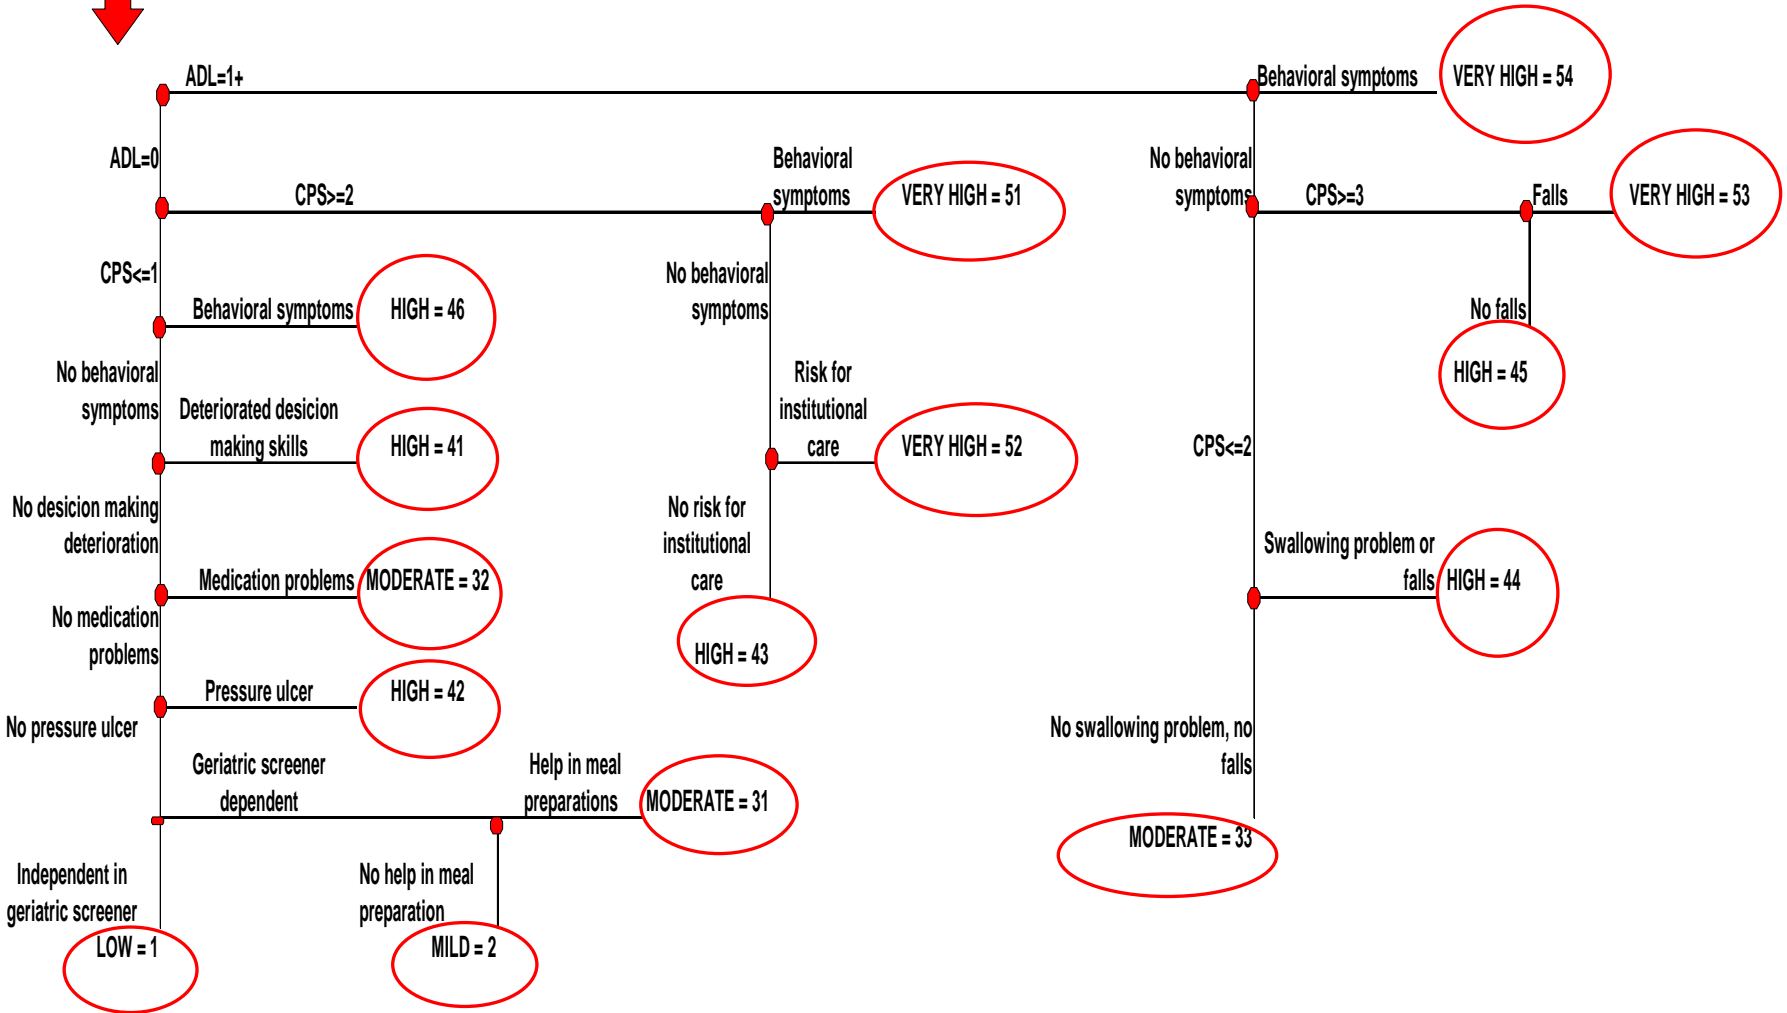 ADL=1+
Behavioral symptoms
VERY HIGH = 54
ADL=0
Behavioral
symptoms
No behavioral
symptoms
CPS>=2
VERY HIGH = 51
CPS>=3
Falls
VERY HIGH = 53
CPS<=1
No behavioral
symptoms
Behavioral symptoms
HIGH = 46
No falls
HIGH = 45
No behavioral
symptoms
Deteriorated desicion
making skills
HIGH = 41
Risk for
institutional
care
VERY HIGH = 52
CPS<=2
No desicion making
deterioration
No risk for
institutional
care
Swallowing problem or
falls
HIGH = 44
Medication problems
MODERATE = 32
No medication
problems
HIGH = 43
Pressure ulcer
HIGH = 42
No pressure ulcer
No swallowing problem, no
falls
Geriatric screener
dependent
Help in meal
preparations
MODERATE = 31
MODERATE = 33
Independent in
geriatric screener
No help in meal
preparation
LOW = 1
MILD = 2